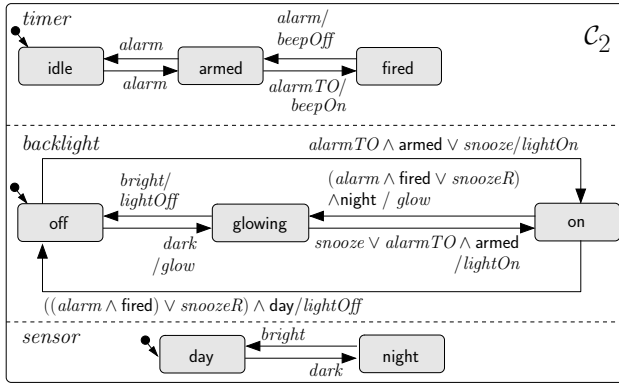 timer
C₂
alarm
alarm/
beepOff
idle
armed
fired
alarm
alarmTO/
beepOn
backlight
alarmTO ∧ armed ∨ snooze/lightOn
bright/
lightOff
(alarm ∧ fired ∨ snoozeR)
∧night / glow
off
glowing
on
dark
/glow
snooze ∨ alarmTO ∧ armed
/lightOn
((alarm ∧ fired) ∨ snoozeR) ∧ day/lightOff
sensor
bright
day
night
dark